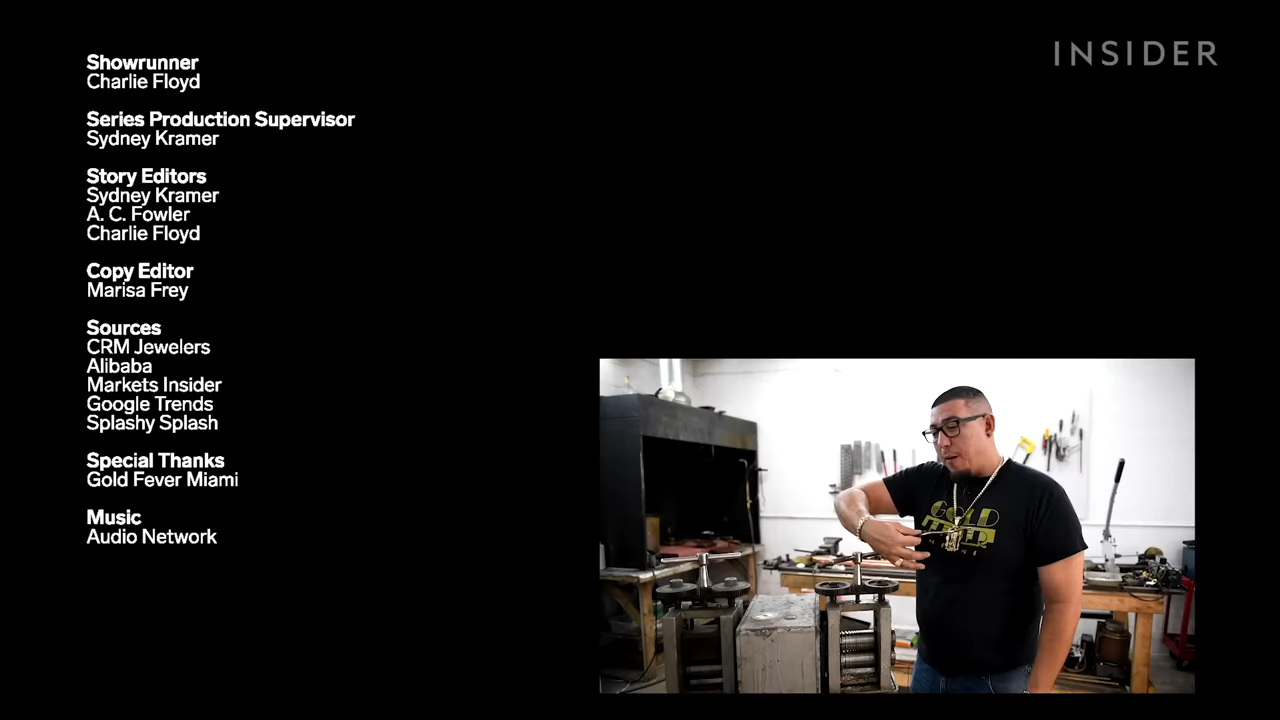 INSIDER
Showrunner
Charlie Floyd
Series Production Supervisor
Sydney Kramer
Story Editors
Sydney Kramer
A. C. Fowler
Charlie Floyd
Copy Editor
Marisa Frey
Sources
CRM Jewelers
Alibaba
Markets Insider
Google Trends
Splashy Splash
Special Thanks
Gold Fever Miami
Music
Audio Network
GOLD